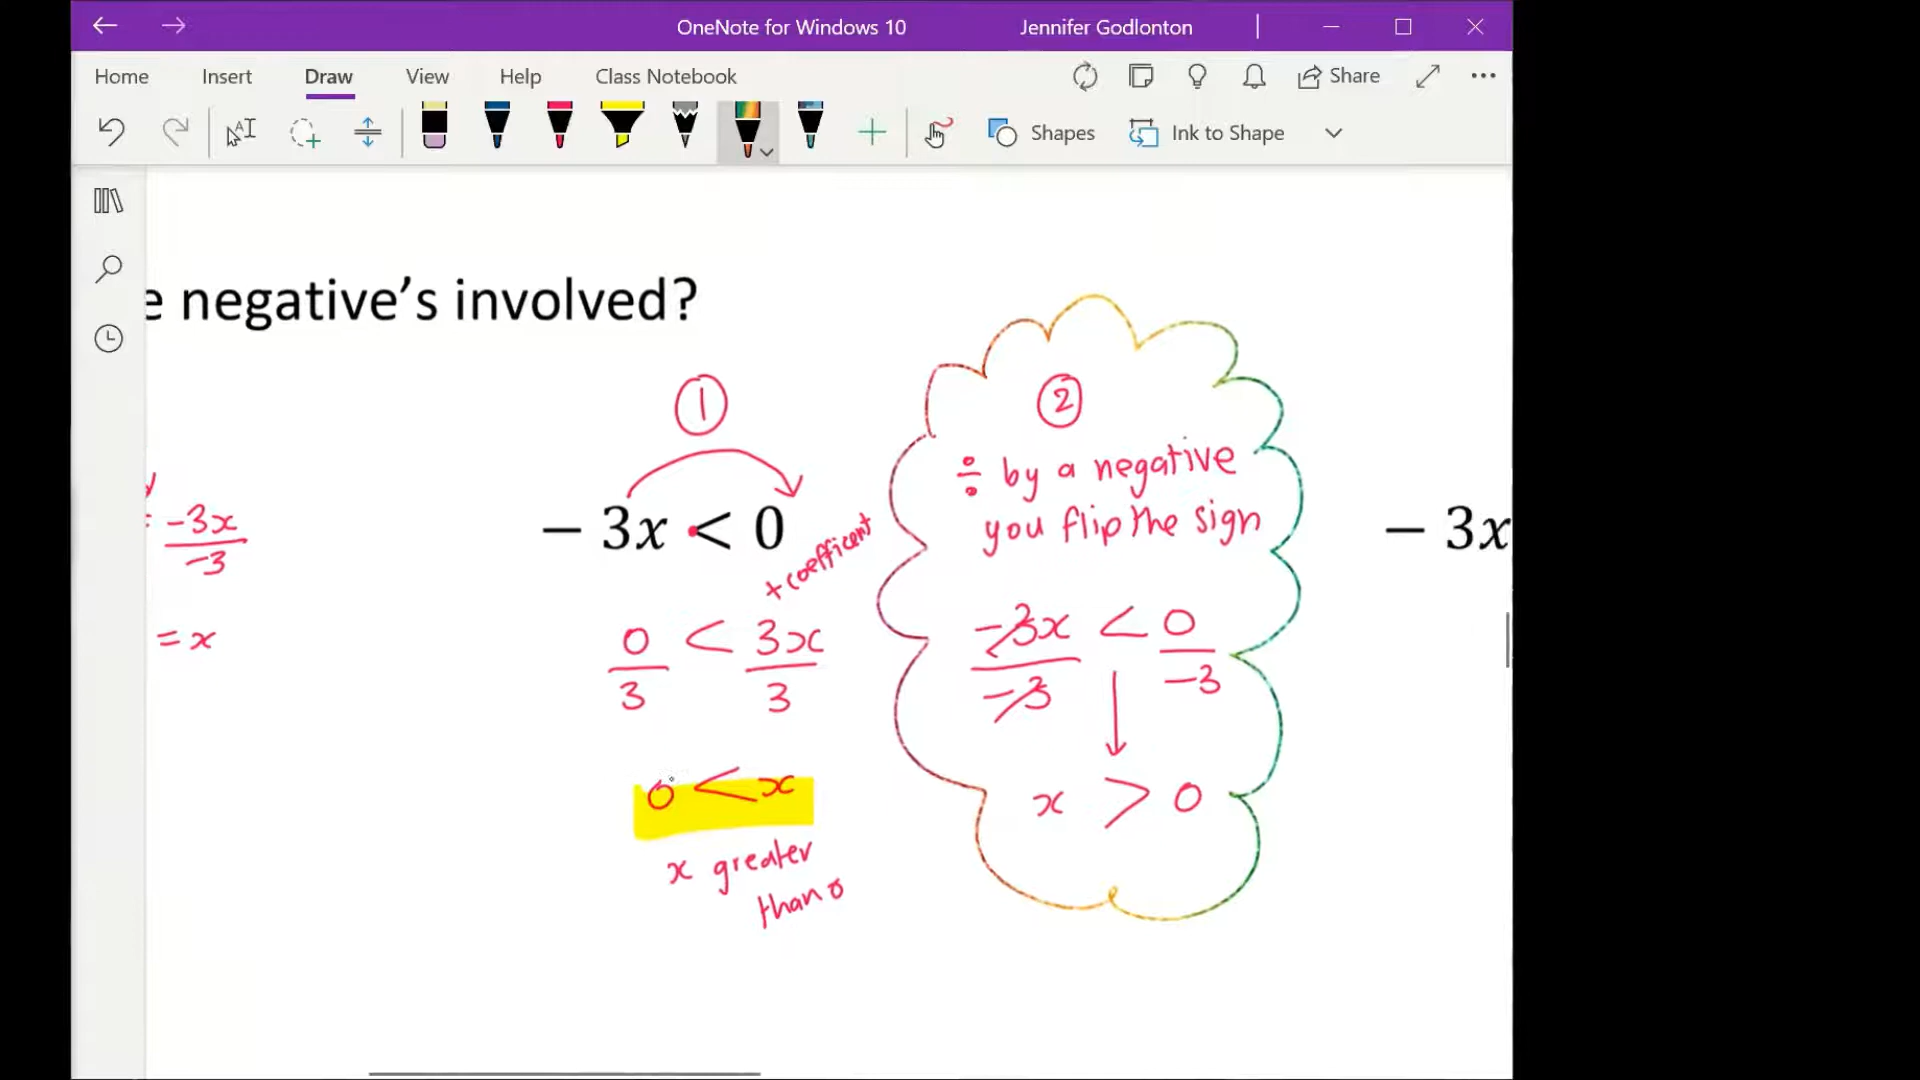 OneNote for Windows 10
Jennifer Godlonton
Home Insert Draw View Help Class Notebook
Share
Shapes
Ink to Shape
e negative’s involved?
= -3x
-3
= x
①
− 3x < 0
+ coefficent
0 < 3x
3 3
0 < x
x greater
than 0
②
÷ by a negative
you flip the sign
-3x < 0
-3 -3
x > 0
− 3x